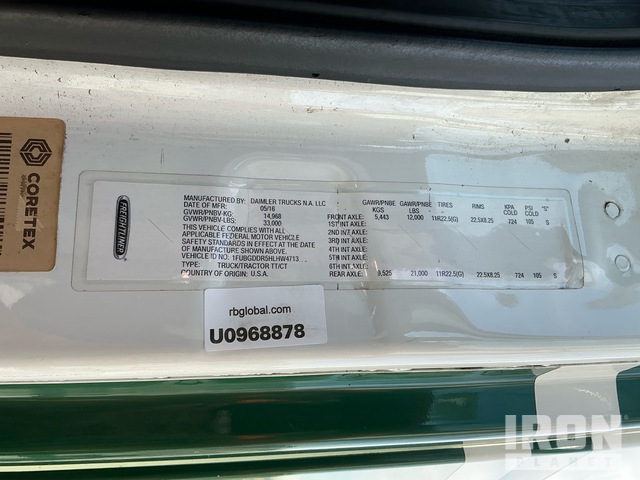 CORETEX
FREIGHTLINER
MANUFACTURED BY: DAIMLER TRUCKS N.A. LLC
DATE OF MFR: 05/16
GVWR/PNBV-KG: 14,968
GVWR/PNBV-LBS: 33,000
THIS VEHICLE COMPLIES WITH ALL
APPLICABLE FEDERAL MOTOR VEHICLE
SAFETY STANDARDS IN EFFECT AT THE DATE
OF MANUFACTURE SHOWN ABOVE.
VEHICLE ID NO. 1FUBGDDR5HLHW4713
TYPE: TRUCK/TRACTOR TT/CT
COUNTRY OF ORIGIN: U.S.A.
GAWR/PNBE KGS GAWR/PNBE LBS TIRES RIMS KPA COLD PSI COLD "S"
FRONT AXLE: 5,443 12,000 11R22.5(G) 22.5X8.25 724 105 S
1ST INT AXLE:
2ND INT AXLE:
3RD INT AXLE:
4TH INT AXLE:
5TH INT AXLE:
6TH INT AXLE:
REAR AXLE: 9,525 21,000 11R22.5(G) 22.5X8.25 724 105 S
rbglobal.com
U0968878
IRON
PLANET